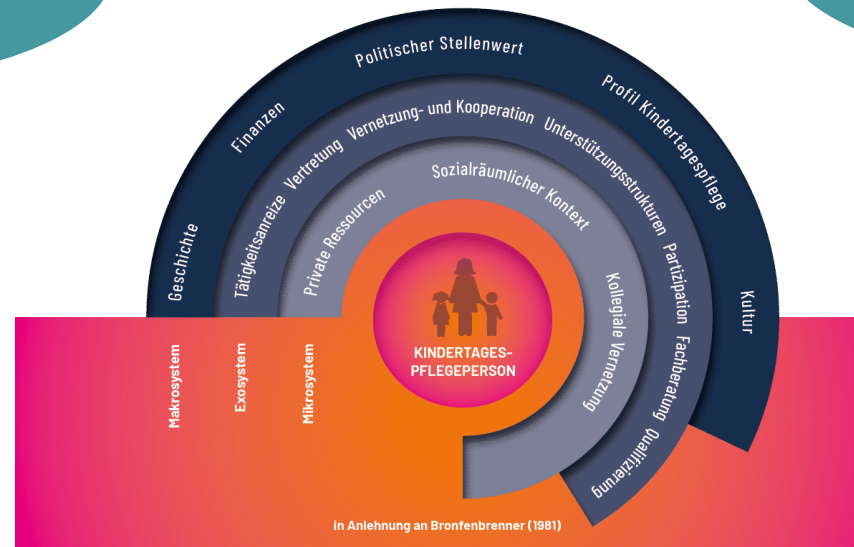 Geschichte
Finanzen
Politischer Stellenwert
Profil Kindertagespflege
Kultur
Tätigkeitsanreize
Vertretung
Vernetzung- und Kooperation
Unterstützungsstrukturen
Partizipation
Fachberatung
Qualifizierung
Private Ressourcen
Sozialräumlicher Kontext
Kollegiale Vernetzung
KINDERTAGES-
PFLEGEPERSON
Makrosystem
Exosystem
Mikrosystem
in Anlehnung an Bronfenbrenner (1981)